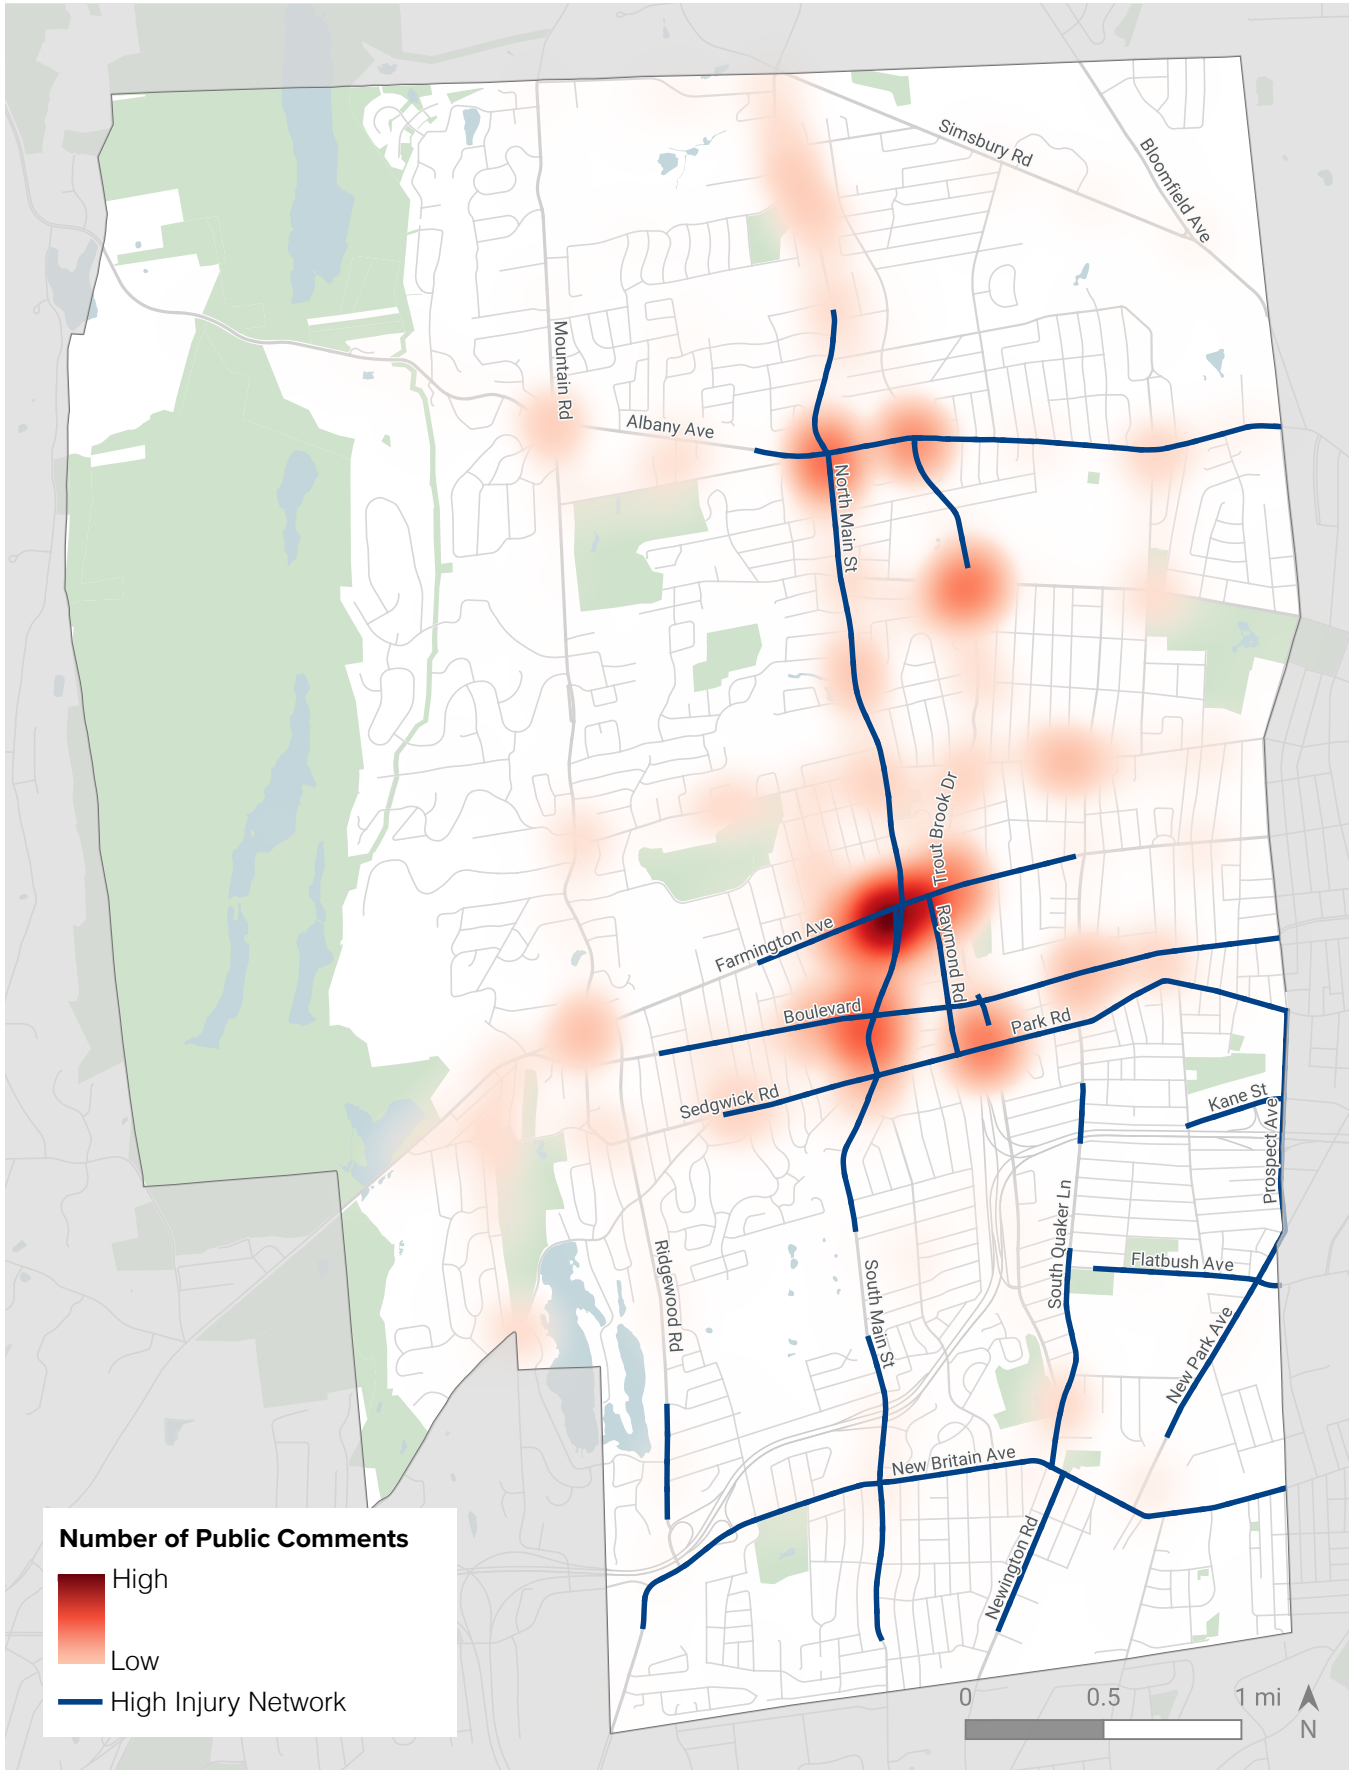 Simsbury Rd
Bloomfield Ave
Mountain Rd
Albany Ave
North Main St
Trout Brook Dr
Farmington Ave
Raymond Rd
Boulevard
Park Rd
Sedgwick Rd
Kane St
Prospect Ave
South Quaker Ln
Ridgewood Rd
Flatbush Ave
South Main St
New Park Ave
New Britain Ave
Newington Rd
Number of Public Comments
High
Low
High Injury Network
0 0.5 1 mi
N